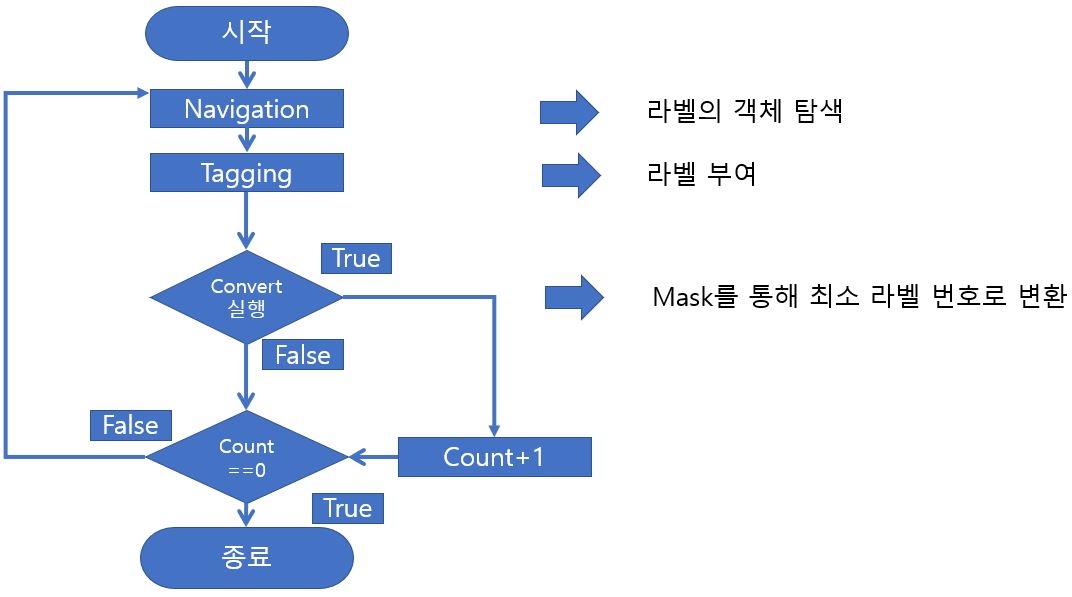 시작
Navigation
라벨의 객체 탐색
Tagging
라벨 부여
True
Convert
실행
Mask를 통해 최소 라벨 번호로 변환
False
False
Count
==0
Count+1
True
종료